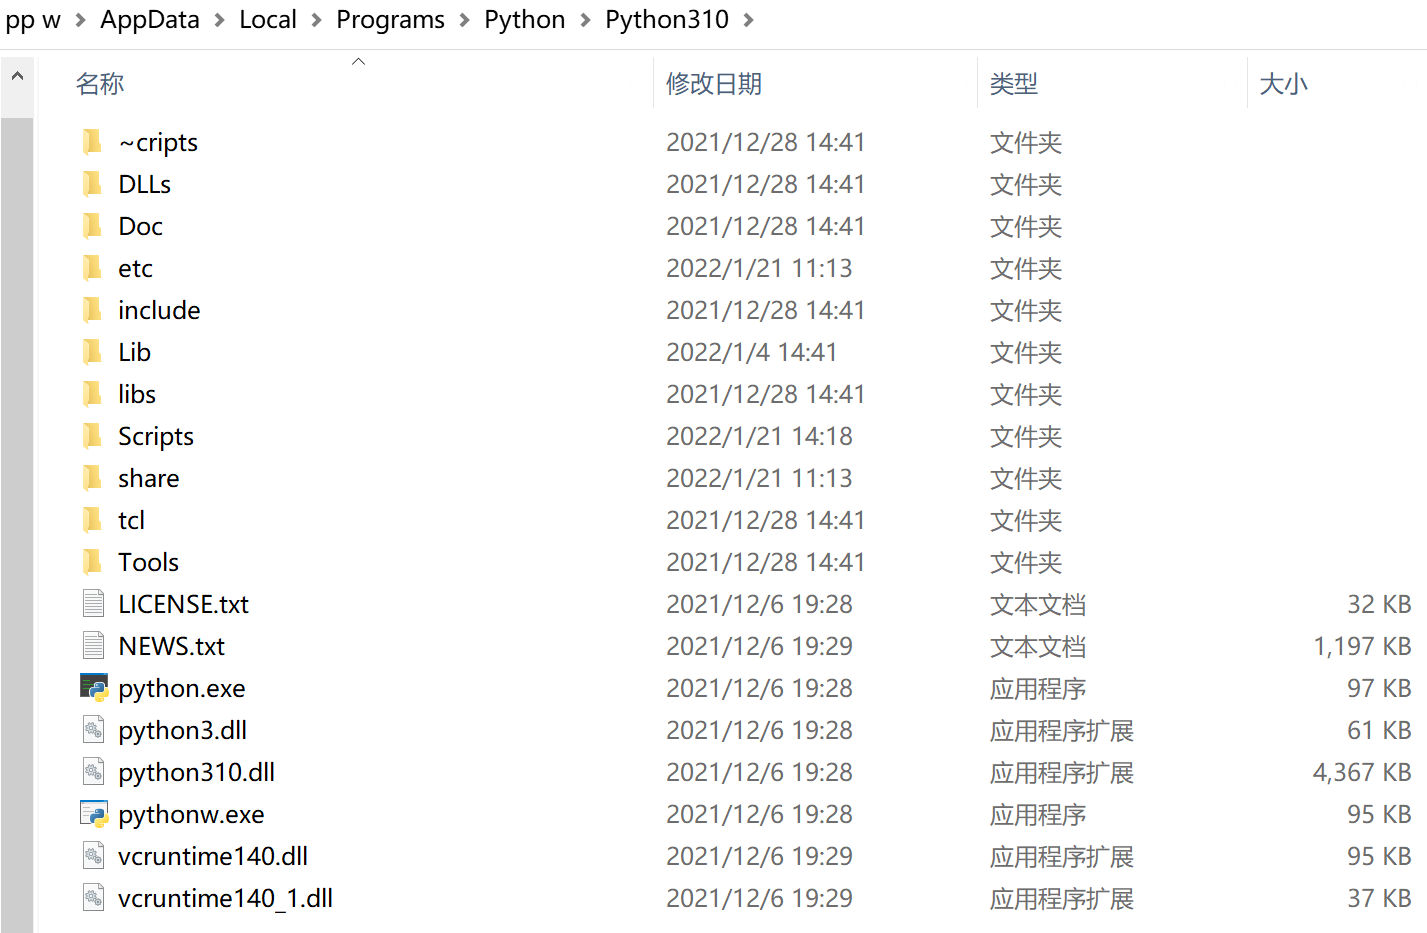 pp w > AppData > Local > Programs > Python > Python310 >
名称 修改日期 类型 大小
~cripts 2021/12/28 14:41 文件夹
DLLs 2021/12/28 14:41 文件夹
Doc 2021/12/28 14:41 文件夹
etc 2022/1/21 11:13 文件夹
include 2021/12/28 14:41 文件夹
Lib 2022/1/4 14:41 文件夹
libs 2021/12/28 14:41 文件夹
Scripts 2022/1/21 14:18 文件夹
share 2022/1/21 11:13 文件夹
tcl 2021/12/28 14:41 文件夹
Tools 2021/12/28 14:41 文件夹
LICENSE.txt 2021/12/6 19:28 文本文档 32 KB
NEWS.txt 2021/12/6 19:29 文本文档 1,197 KB
python.exe 2021/12/6 19:28 应用程序 97 KB
python3.dll 2021/12/6 19:28 应用程序扩展 61 KB
python310.dll 2021/12/6 19:28 应用程序扩展 4,367 KB
pythonw.exe 2021/12/6 19:28 应用程序 95 KB
vcruntime140.dll 2021/12/6 19:29 应用程序扩展 95 KB
vcruntime140_1.dll 2021/12/6 19:29 应用程序扩展 37 KB